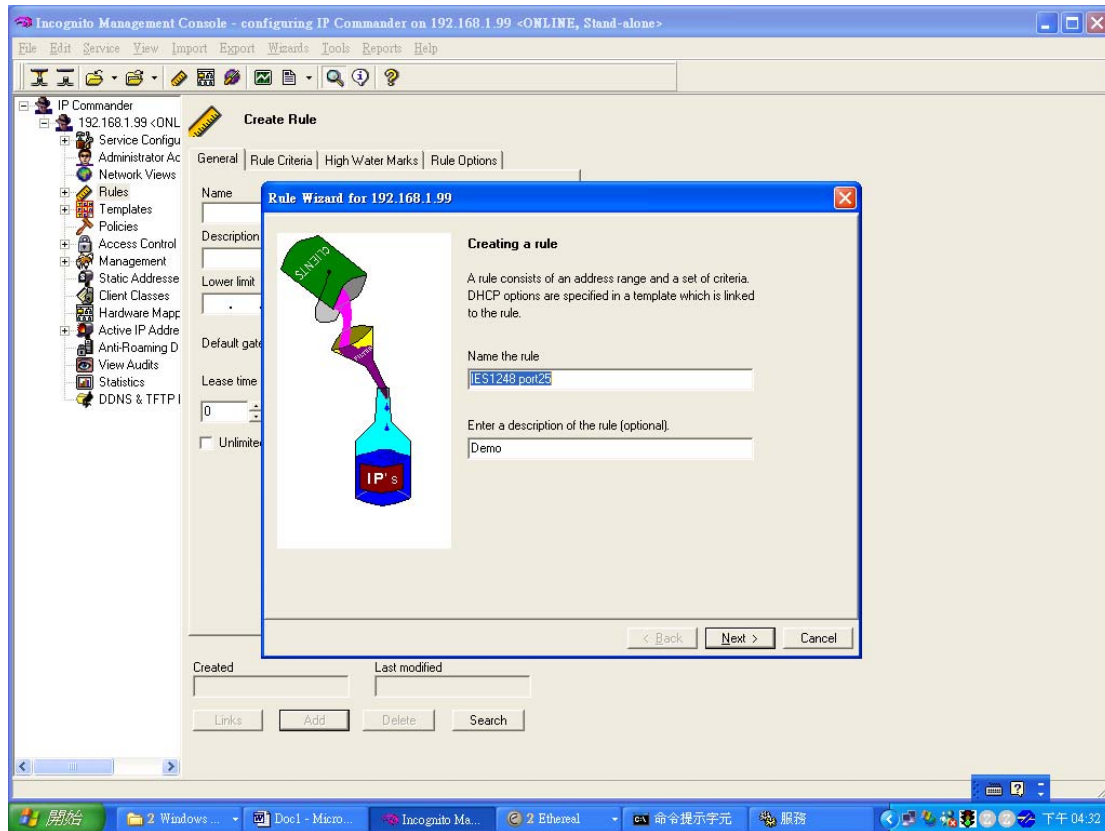 Incognito Management Console - configuring IP Commander on 192.168.1.99 <ONLINE, Stand-alone>
File Edit Service View Import Export Wizards Tools Reports Help
IP Commander
192.168.1.99 <ONL
Service Configu
Administrator Ac
Network Views
Rules
Templates
Policies
Access Control
Management
Static Addresse
Client Classes
Hardware Mapp
Active IP Addre
Anti-Roaming D
View Audits
Statistics
DDNS & TFTP
Create Rule
General Rule Criteria High Water Marks Rule Options
Name
Description
Lower limit
. .
Default gate
Lease time
0
Unlimite
Rule Wizard for 192.168.1.99
CLIENTS
FILTER
IP's
Creating a rule
A rule consists of an address range and a set of criteria.
DHCP options are specified in a template which is linked
to the rule.
Name the rule
IES1248 port25
Enter a description of the rule (optional).
Demo
< Back Next > Cancel
Created Last modified
Links Add Delete Search
開始 2 Windows ... Doc1 - Micro... Incognito Ma... 2 Ethereal 命令提示字元 服務 下午 04:32